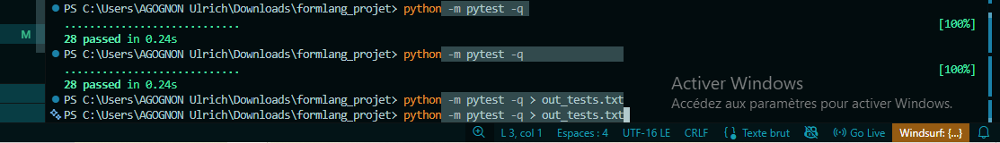 PS C:\Users\AGOGNON Ulrich\Downloads\formlang_projet> python -m pytest -q
............................ [100%]
28 passed in 0.24s
M
PS C:\Users\AGOGNON Ulrich\Downloads\formlang_projet> python -m pytest -q
............................ [100%]
28 passed in 0.24s
PS C:\Users\AGOGNON Ulrich\Downloads\formlang_projet> python -m pytest -q > out_tests.txt
PS C:\Users\AGOGNON Ulrich\Downloads\formlang_projet> python -m pytest -q > out_tests.txt
Activer Windows
Accédez aux paramètres pour activer Windows.
L 3, col 1 Espaces : 4 UTF-16 LE CRLF {} Texte brut Go Live Windsurf: {...}